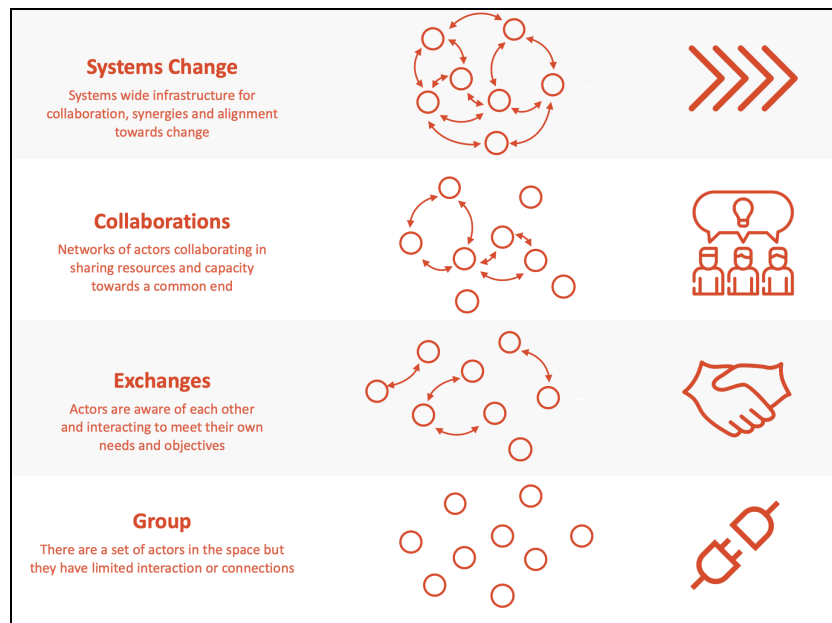 Systems Change
Systems wide infrastructure for
collaboration, synergies and alignment
towards change
Collaborations
Networks of actors collaborating in
sharing resources and capacity
towards a common end
Exchanges
Actors are aware of each other
and interacting to meet their own
needs and objectives
Group
There are a set of actors in the space but
they have limited interaction or connections